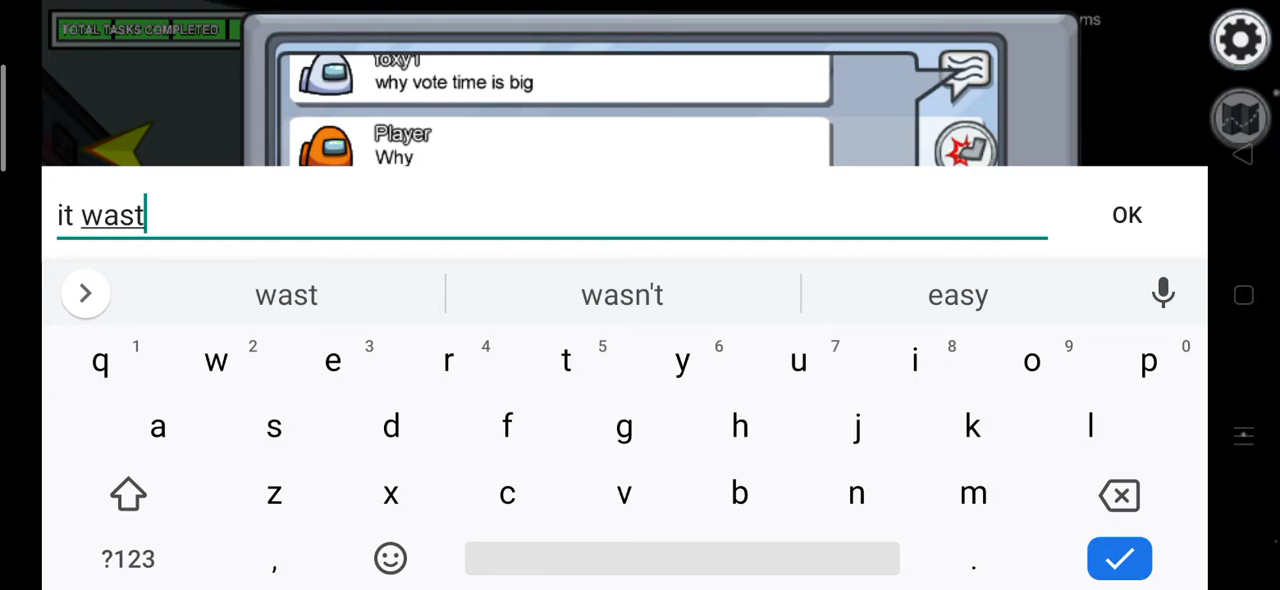 TOTAL TASKS COMPLETED
ms
foxy1
why vote time is big
Player
Why
it wast
OK
wast wasn't easy
q 1 w 2 e 3 r 4 t 5 y 6 u 7 i 8 o 9 p 0
a s d f g h j k l
z x c v b n m
?123 , .